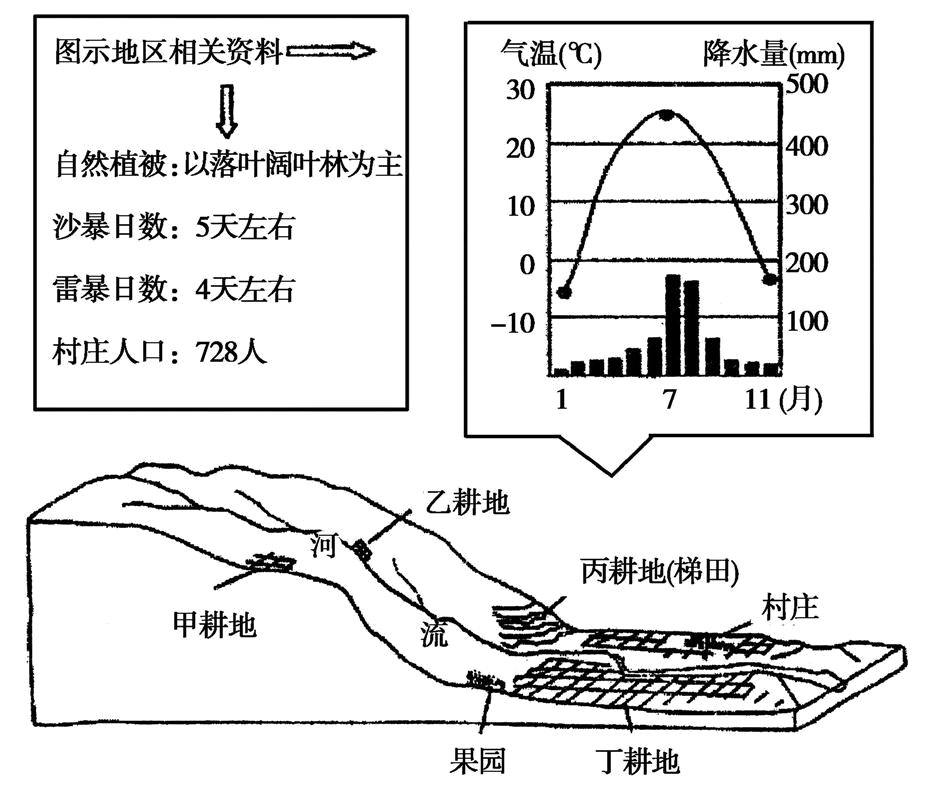 图示地区相关资料
自然植被：以落叶阔叶林为主
沙暴日数：5天左右
雷暴日数：4天左右
村庄人口：728人
气温(℃) 降水量(mm)
30 500
20 400
10 300
0 200
-10 100
1 7 11 (月)
乙耕地
河
丙耕地(梯田)
村庄
甲耕地
流
果园
丁耕地